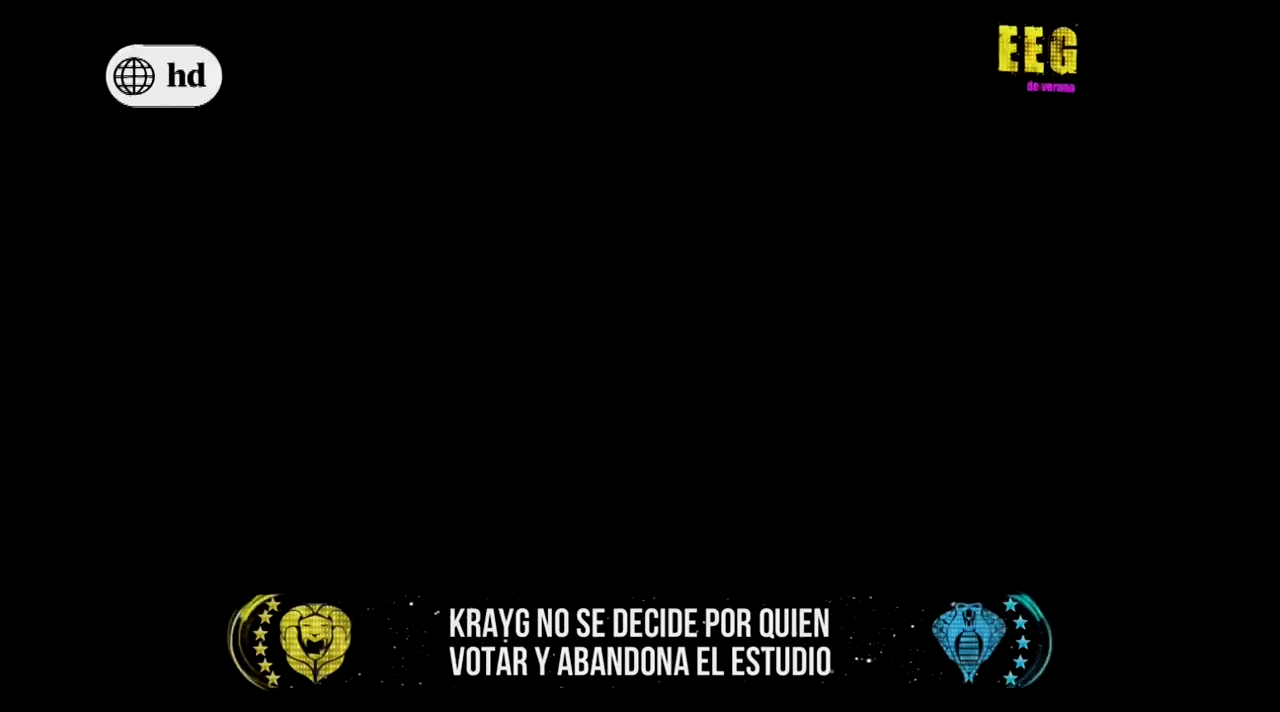 hd
EEG
de verano
KRAYG NO SE DECIDE POR QUIEN
VOTAR Y ABANDONA EL ESTUDIO